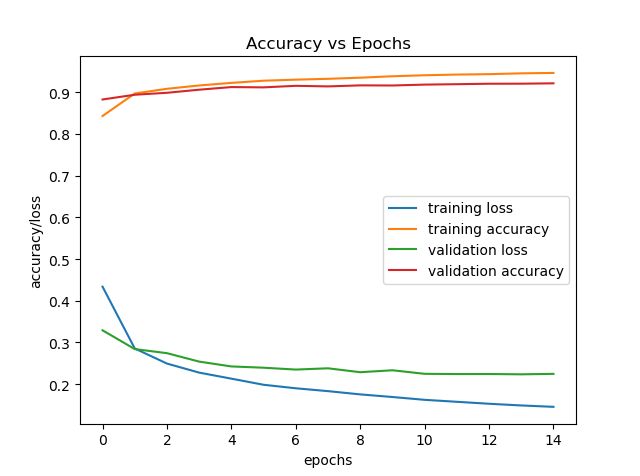 Accuracy vs Epochs
accuracy/loss
0.9
0.8
0.7
0.6
0.5
0.4
0.3
0.2
training loss
training accuracy
validation loss
validation accuracy
0 2 4 6 8 10 12 14
epochs